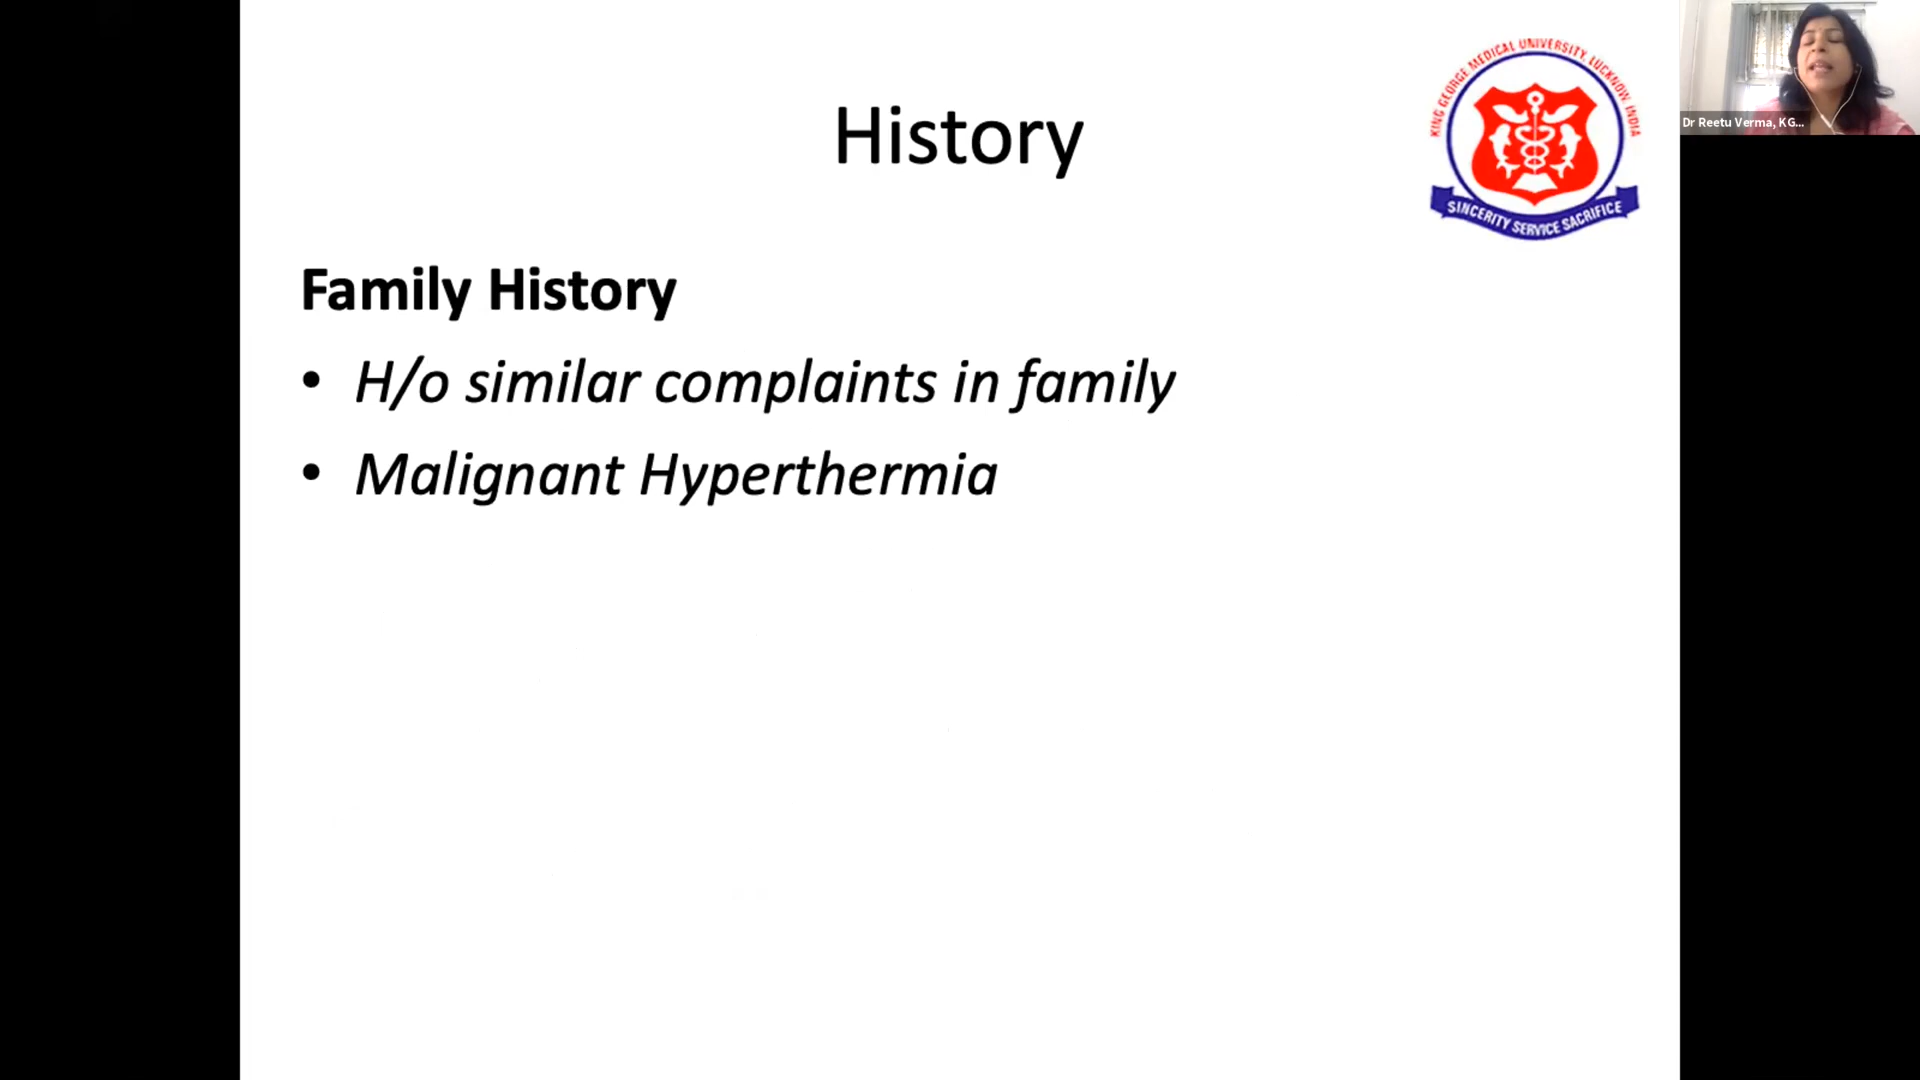 History
KING GEORGE MEDICAL UNIVERSITY, LUCKNOW, INDIA
SINCERITY SERVICE SACRIFICE
Dr Reetu Verma, KG...
Family History
• H/o similar complaints in family
• Malignant Hyperthermia